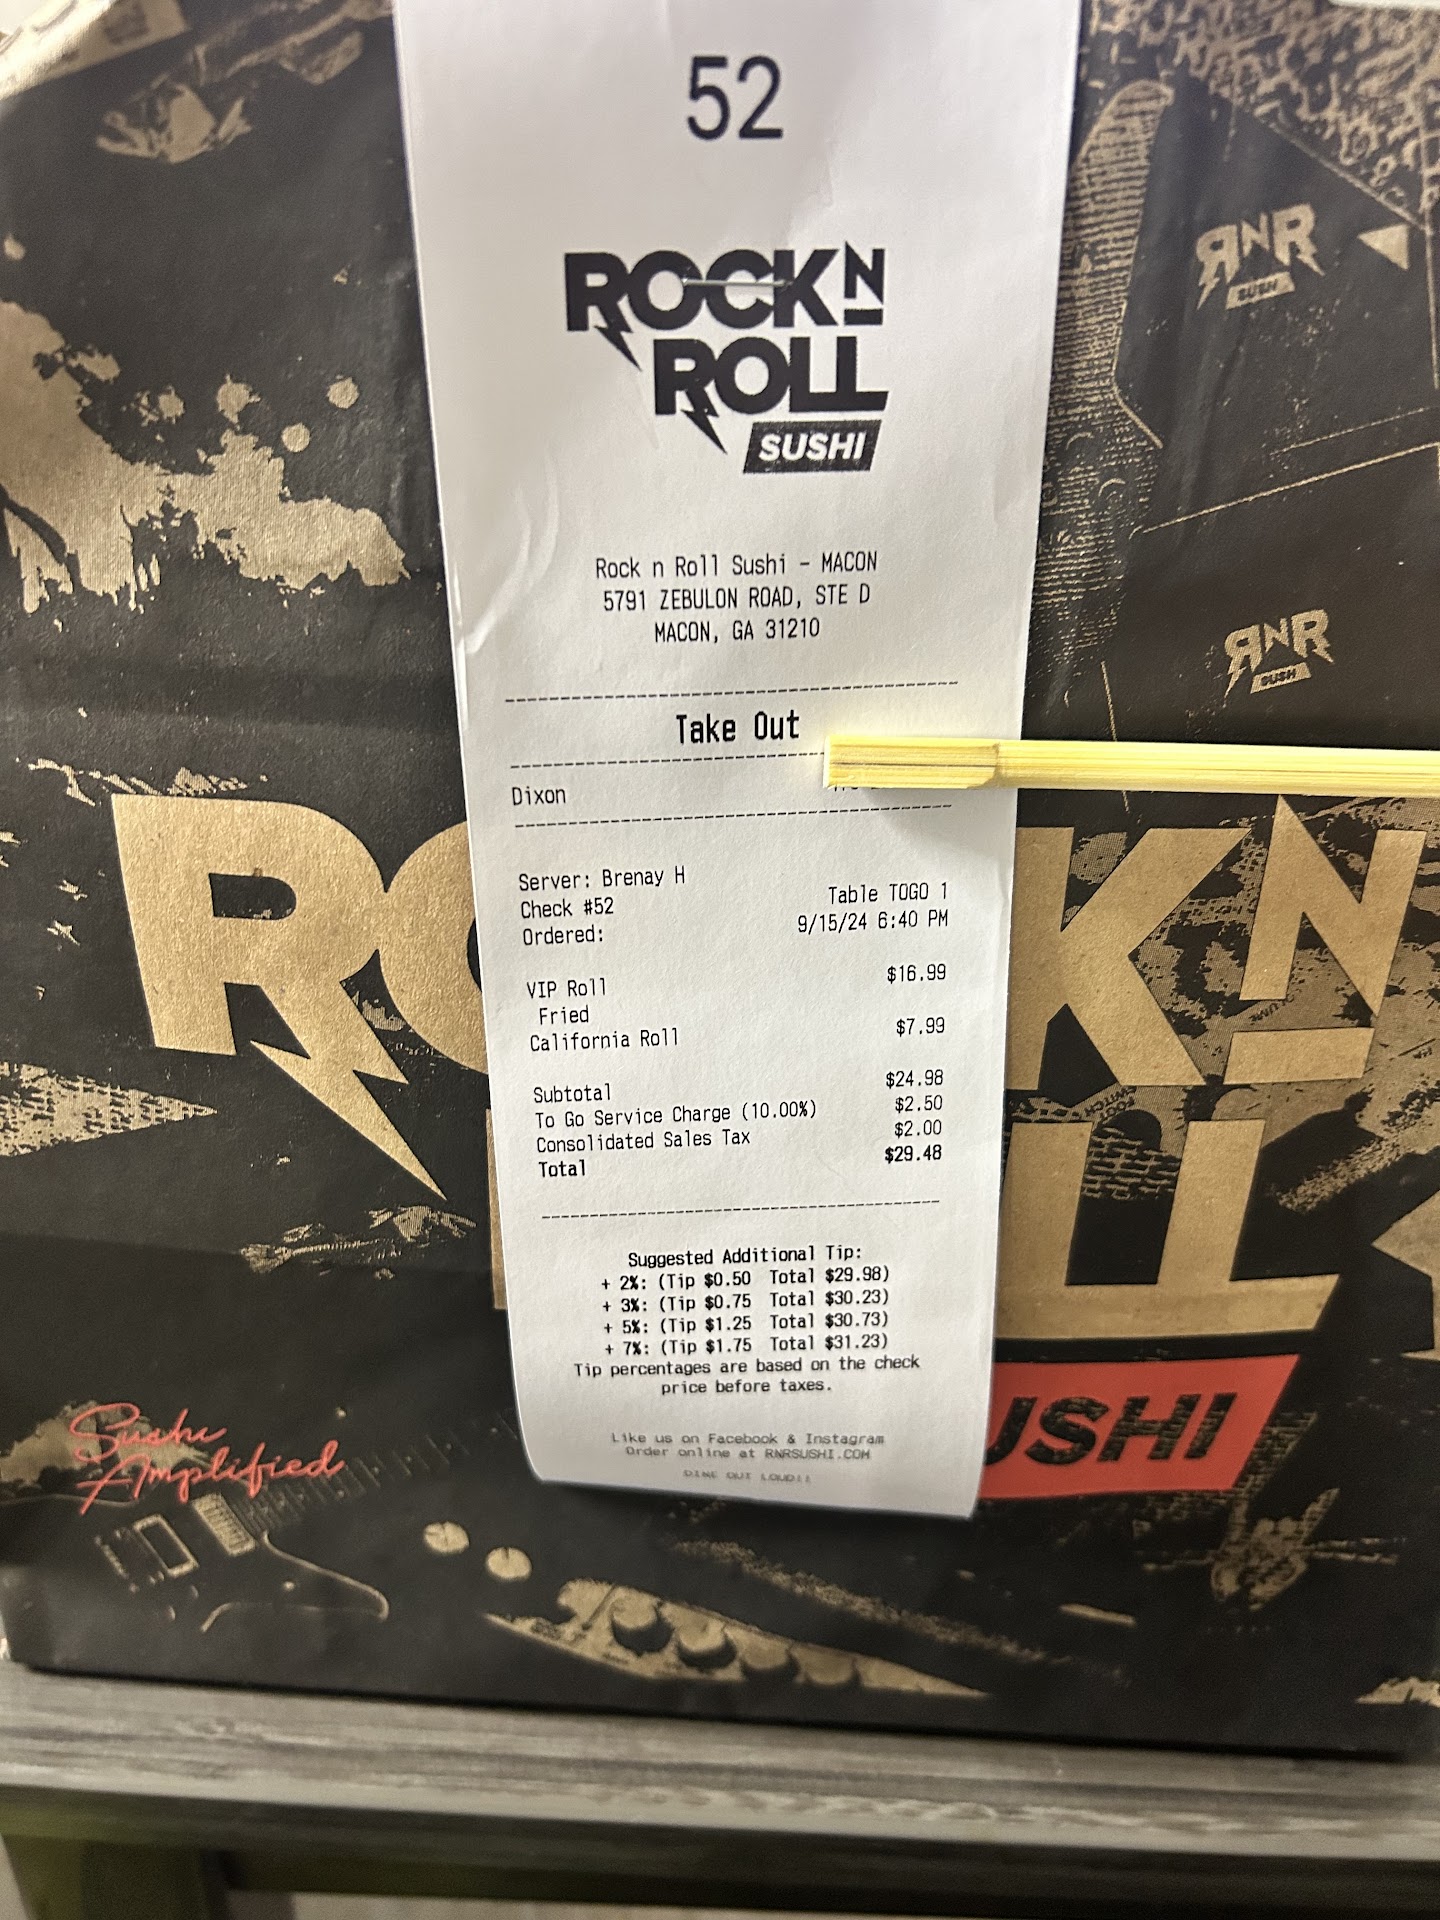 52
ROCK N
ROLL
SUSHI
Rock n Roll Sushi - MACON
5791 ZEBULON ROAD, STE D
MACON, GA 31210
Take Out
Dixon
Server: Brenay H
Check #52 Table TOGO 1
Ordered: 9/15/24 6:40 PM
VIP Roll $16.99
Fried
California Roll $7.99
Subtotal $24.98
To Go Service Charge (10.00%) $2.50
Consolidated Sales Tax $2.00
Total $29.48
Suggested Additional Tip:
+ 2%: (Tip $0.50 Total $29.98)
+ 3%: (Tip $0.75 Total $30.23)
+ 5%: (Tip $1.25 Total $30.73)
+ 7%: (Tip $1.75 Total $31.23)
Tip percentages are based on the check
price before taxes.
Like us on Facebook & Instagram
Order online at RNRSUSHI.COM
DINE OUT LOUD!!
RNR
SUSHI
RNR
SUSHI
R KN
LL
USHI
Sushi
Amplified